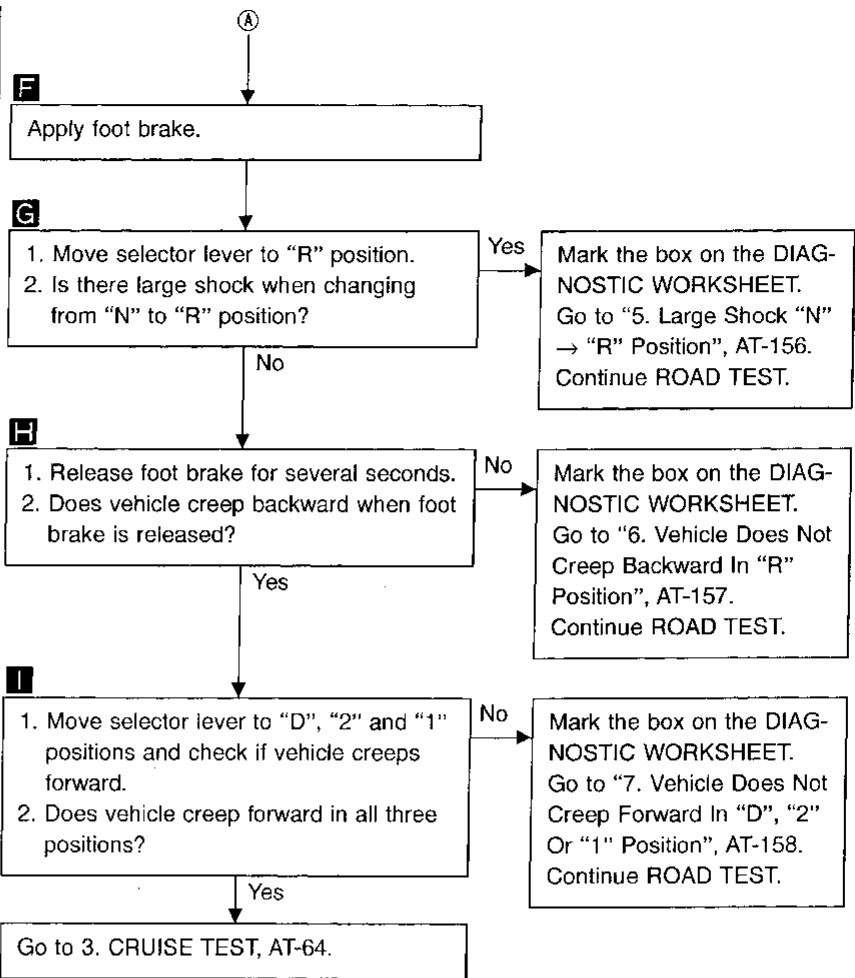 A
F
Apply foot brake.
G
1. Move selector lever to “R” position.
2. Is there large shock when changing
from “N” to “R” position?
Yes
Mark the box on the DIAG-
NOSTIC WORKSHEET.
Go to “5. Large Shock “N”
→ “R” Position”, AT-156.
Continue ROAD TEST.
No
H
1. Release foot brake for several seconds.
2. Does vehicle creep backward when foot
brake is released?
No
Mark the box on the DIAG-
NOSTIC WORKSHEET.
Go to “6. Vehicle Does Not
Creep Backward In “R”
Position”, AT-157.
Continue ROAD TEST.
Yes
I
1. Move selector lever to “D”, “2” and “1”
positions and check if vehicle creeps
forward.
2. Does vehicle creep forward in all three
positions?
No
Mark the box on the DIAG-
NOSTIC WORKSHEET.
Go to “7. Vehicle Does Not
Creep Forward In “D”, “2”
Or “1” Position”, AT-158.
Continue ROAD TEST.
Yes
Go to 3. CRUISE TEST, AT-64.